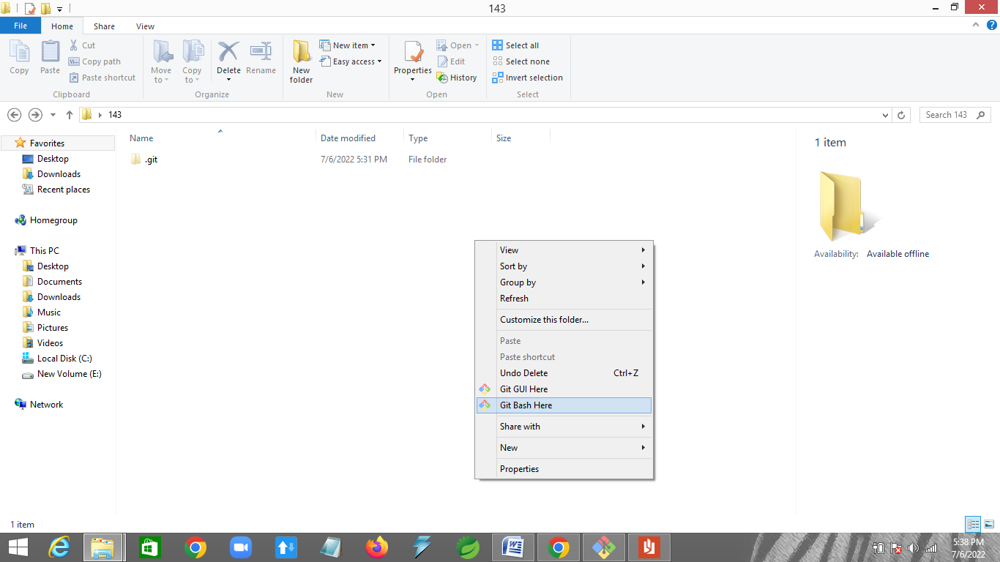 143
File Home Share View
Copy Paste Cut Copy path Paste shortcut Move to Copy to Delete Rename New folder New item Easy access Properties Open Edit History Select all Select none Invert selection
Clipboard Organize New Open Select
143 Search 143
Name Date modified Type Size
.git 7/6/2022 5:31 PM File folder
Favorites
Desktop
Downloads
Recent places
Homegroup
This PC
Desktop
Documents
Downloads
Music
Pictures
Videos
Local Disk (C:)
New Volume (E:)
Network
View
Sort by
Group by
Refresh
Customize this folder...
Paste
Paste shortcut
Undo Delete Ctrl+Z
Git GUI Here
Git Bash Here
Share with
New
Properties
1 item
Availability: Available offline
1 item
5:38 PM
7/6/2022